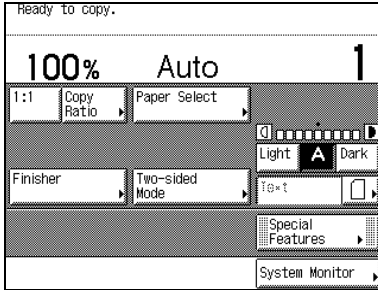 Ready to copy.
100% Auto 1
1:1 Copy Ratio Paper Select
Light A Dark
Finisher Two-sided Mode Text
Special Features
System Monitor